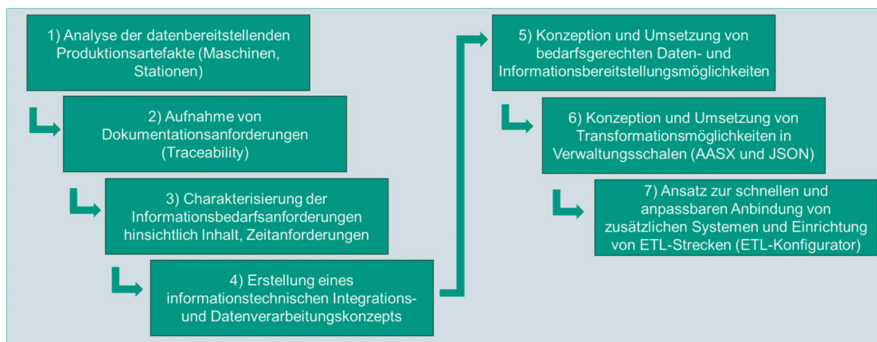 1) Analyse der datenbereitstellenden
Produktionsartefakte (Maschinen,
Stationen)
2) Aufnahme von
Dokumentationsanforderungen
(Traceability)
3) Charakterisierung der
Informationsbedarfsanforderungen
hinsichtlich Inhalt, Zeitanforderungen
4) Erstellung eines
informationstechnischen Integrations-
und Datenverarbeitungskonzepts
5) Konzeption und Umsetzung von
bedarfsgerechten Daten- und
Informationsbereitstellungsmöglichkeiten
6) Konzeption und Umsetzung von
Transformationsmöglichkeiten in
Verwaltungsschalen (AASX und JSON)
7) Ansatz zur schnellen und
anpassbaren Anbindung von
zusätzlichen Systemen und Einrichtung
von ETL-Strecken (ETL-Konfigurator)